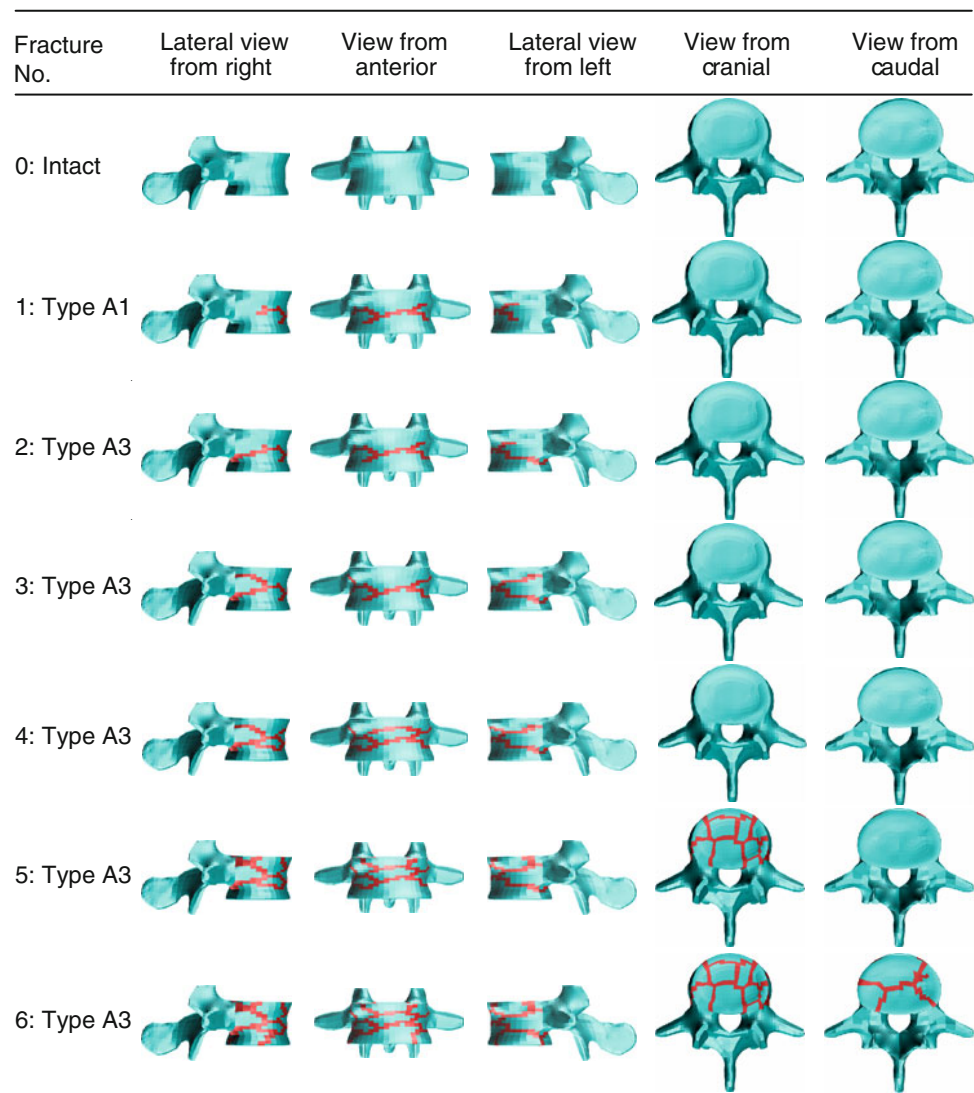 Fracture No.
Lateral view from right
View from anterior
Lateral view from left
View from cranial
View from caudal
0: Intact
1: Type A1
2: Type A3
3: Type A3
4: Type A3
5: Type A3
6: Type A3